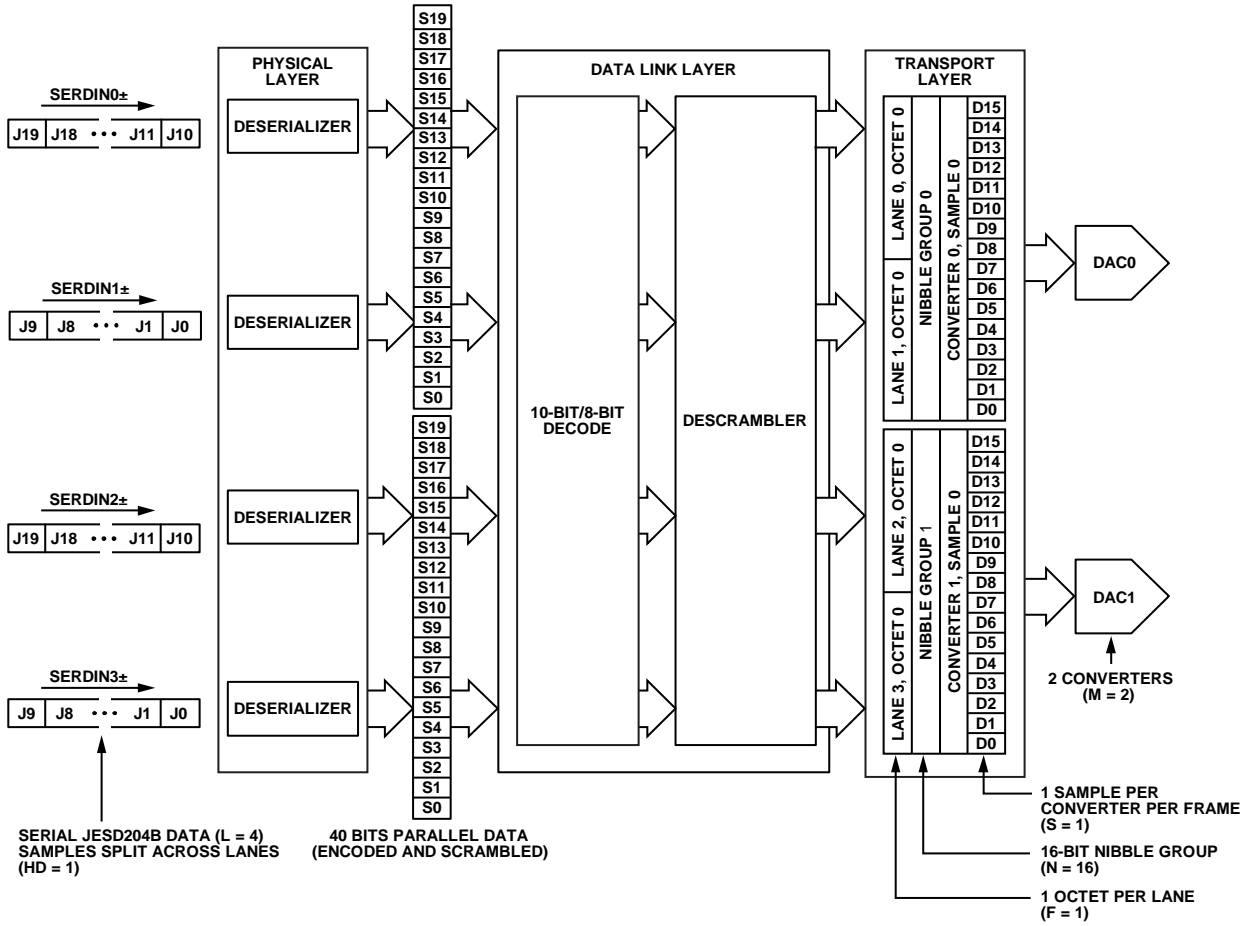 SERDIN0±
J19 J18 ••• J11 J10
SERDIN1±
J9 J8 ••• J1 J0
SERDIN2±
J19 J18 ••• J11 J10
SERDIN3±
J9 J8 ••• J1 J0
SERIAL JESD204B DATA (L = 4)
SAMPLES SPLIT ACROSS LANES
(HD = 1)
PHYSICAL
LAYER
DESERIALIZER
DESERIALIZER
DESERIALIZER
DESERIALIZER
S19
S18
S17
S16
S15
S14
S13
S12
S11
S10
S9
S8
S7
S6
S5
S4
S3
S2
S1
S0
S19
S18
S17
S16
S15
S14
S13
S12
S11
S10
S9
S8
S7
S6
S5
S4
S3
S2
S1
S0
40 BITS PARALLEL DATA
(ENCODED AND SCRAMBLED)
DATA LINK LAYER
10-BIT/8-BIT
DECODE
DESCRAMBLER
TRANSPORT
LAYER
LANE 0, OCTET 0
LANE 1, OCTET 0
NIBBLE GROUP 0
CONVERTER 0, SAMPLE 0
D15
D14
D13
D12
D11
D10
D9
D8
D7
D6
D5
D4
D3
D2
D1
D0
LANE 2, OCTET 0
LANE 3, OCTET 0
NIBBLE GROUP 1
CONVERTER 1, SAMPLE 0
D15
D14
D13
D12
D11
D10
D9
D8
D7
D6
D5
D4
D3
D2
D1
D0
DAC0
DAC1
2 CONVERTERS
(M = 2)
1 SAMPLE PER
CONVERTER PER FRAME
(S = 1)
16-BIT NIBBLE GROUP
(N = 16)
1 OCTET PER LANE
(F = 1)